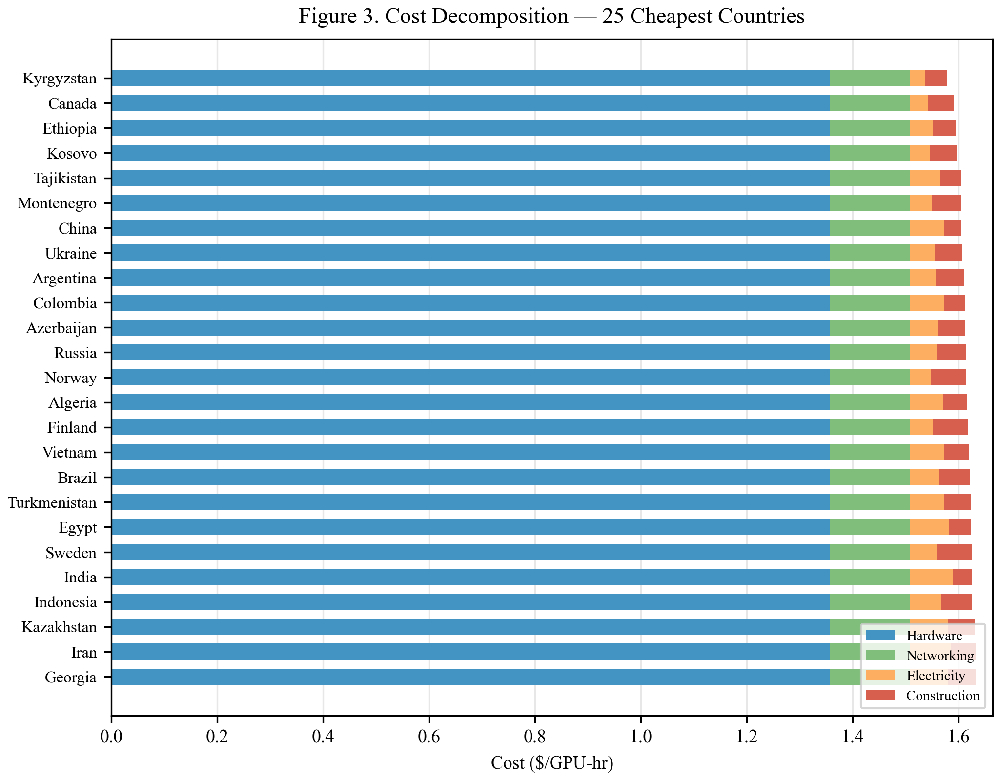 Figure 3. Cost Decomposition — 25 Cheapest Countries
Kyrgyzstan
Canada
Ethiopia
Kosovo
Tajikistan
Montenegro
China
Ukraine
Argentina
Colombia
Azerbaijan
Russia
Norway
Algeria
Finland
Vietnam
Brazil
Turkmenistan
Egypt
Sweden
India
Indonesia
Kazakhstan
Iran
Georgia
Hardware
Networking
Electricity
Construction
0.0 0.2 0.4 0.6 0.8 1.0 1.2 1.4 1.6
Cost ($/GPU-hr)